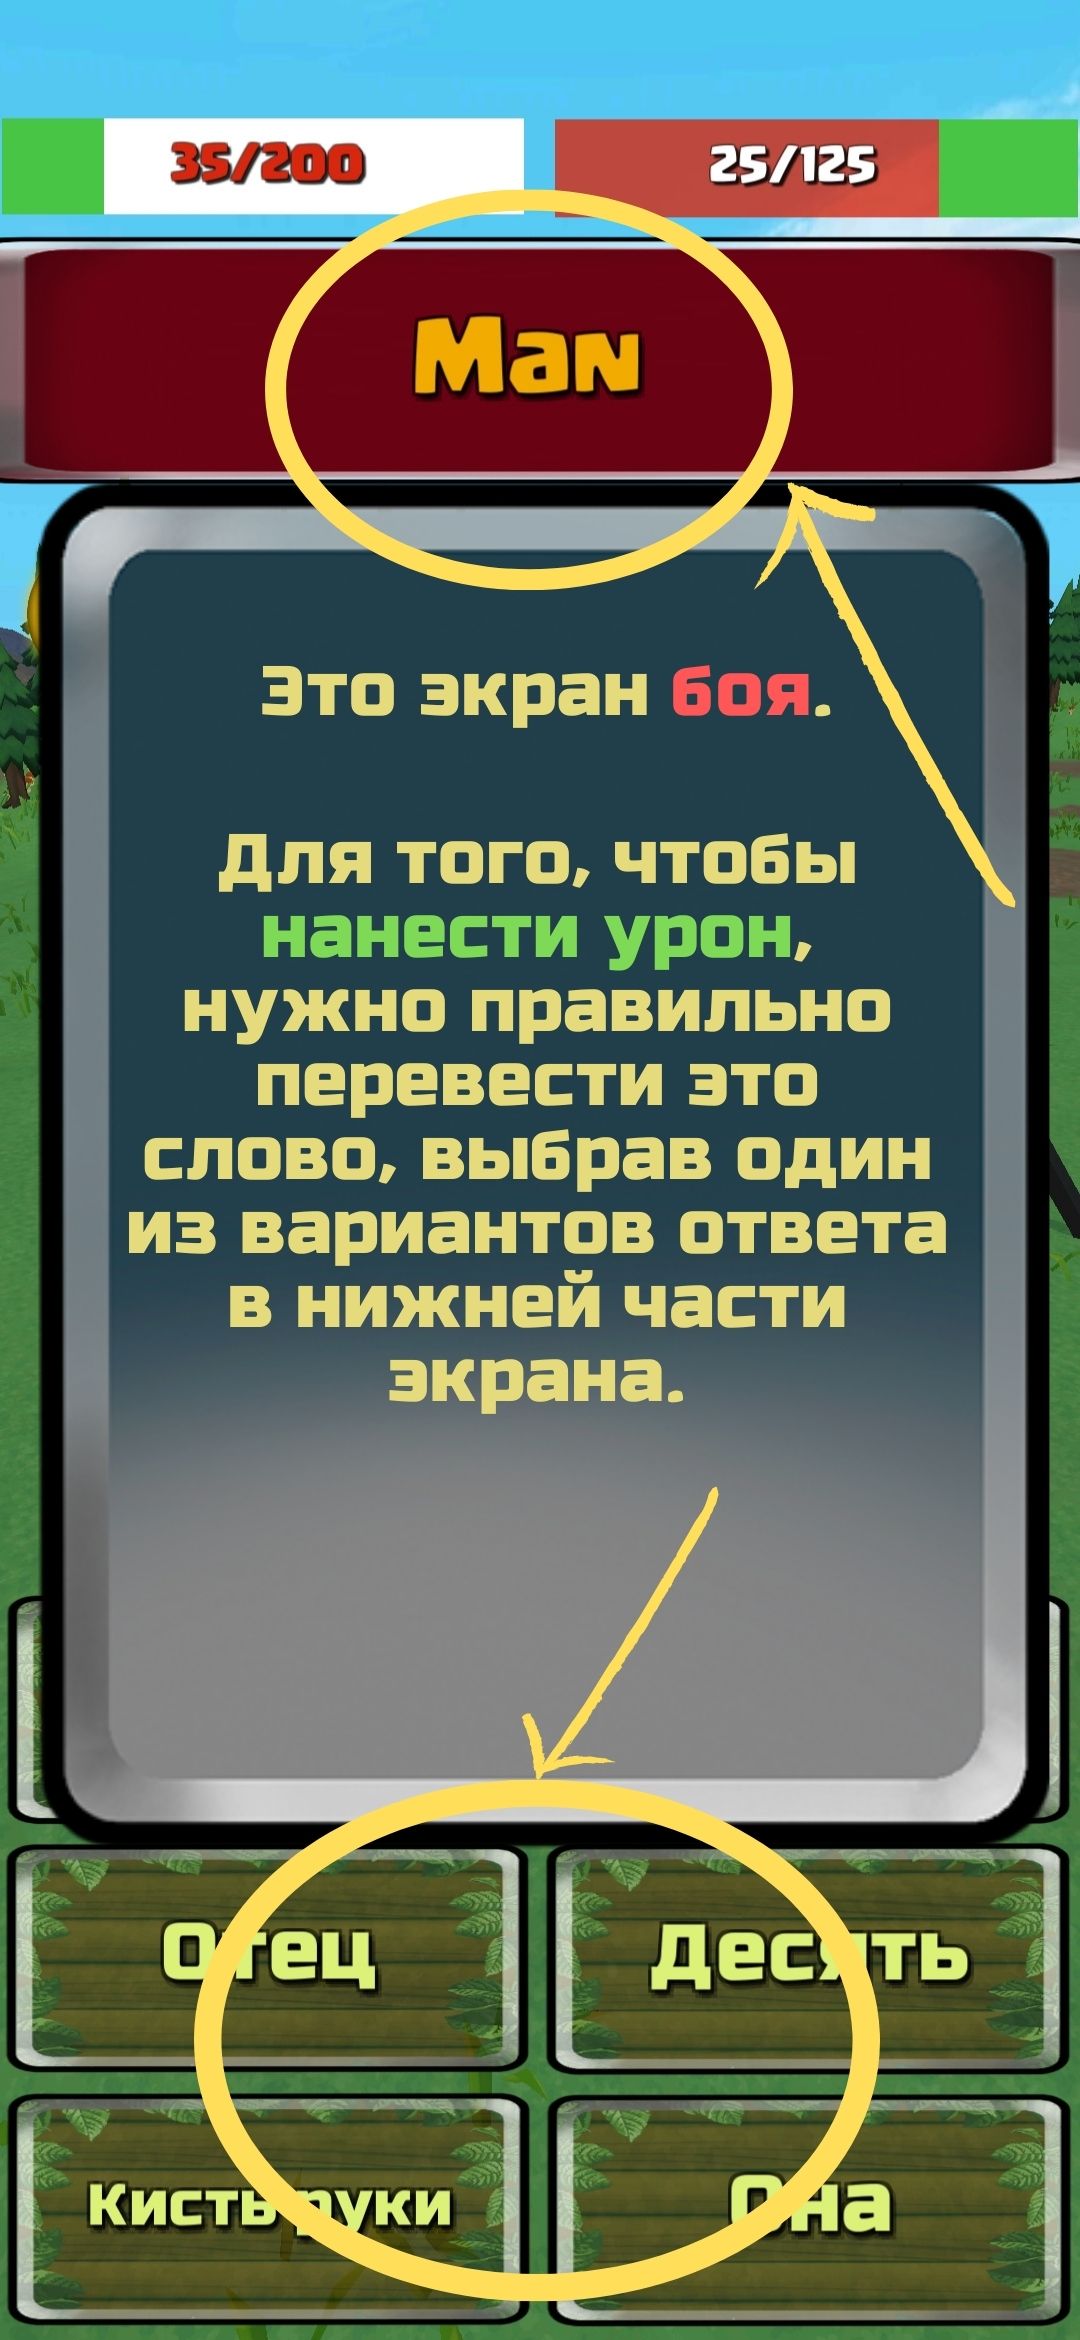 35/200
25/125
Man
Это экран боя.
Для того, чтобы
нанести урон,
нужно правильно
перевести это
слово, выбрав один
из вариантов ответа
в нижней части
экрана.
Отец
Десять
Кисть руки
Она